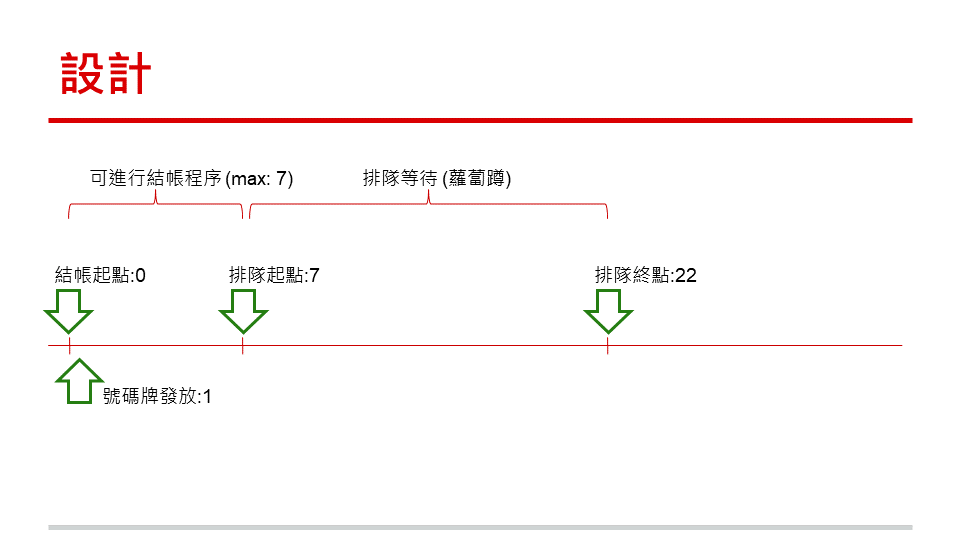 設計
可進行結帳程序 (max: 7)
排隊等待 (蘿蔔蹲)
結帳起點:0
排隊起點:7
排隊終點:22
號碼牌發放:1